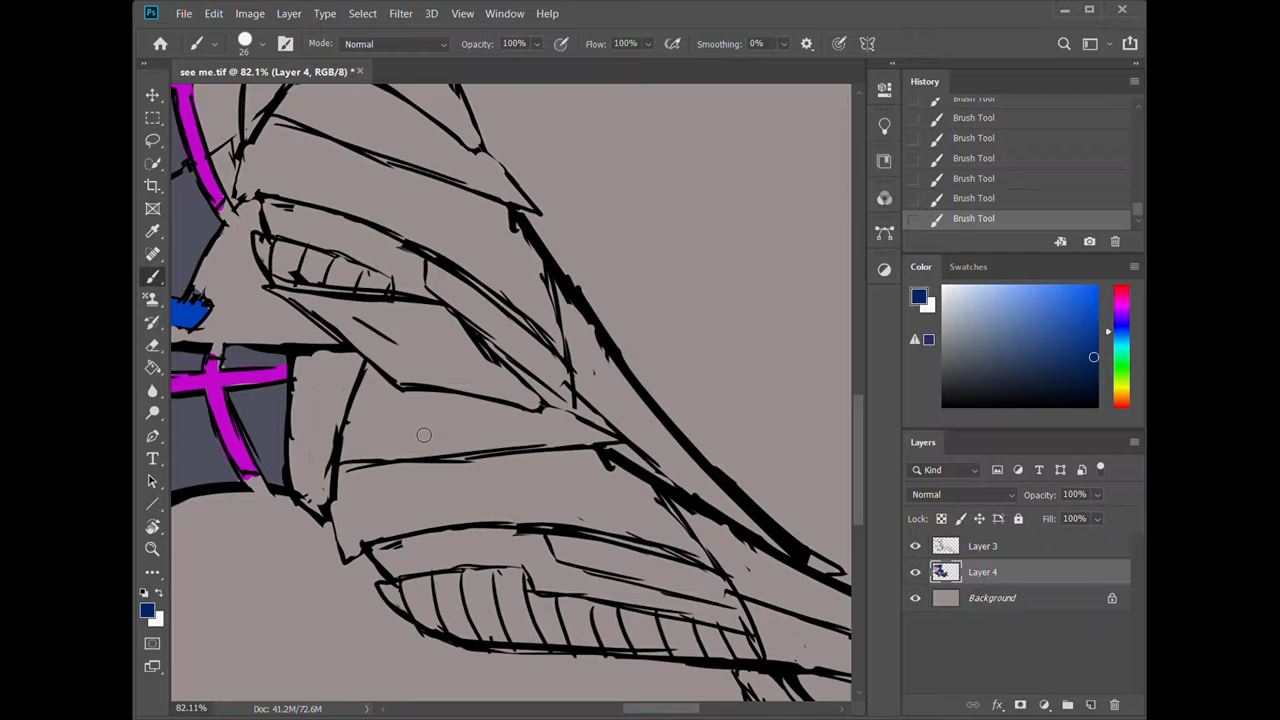 Ps File Edit Image Layer Type Select Filter 3D View Window Help
26 Mode: Normal Opacity: 100% Flow: 100% Smoothing: 0%
see me.tif @ 82.1% (Layer 4, RGB/8) *
History
Brush Tool
Brush Tool
Brush Tool
Brush Tool
Brush Tool
Brush Tool
Brush Tool
Color Swatches
Layers
Kind
Normal Opacity: 100%
Lock: Fill: 100%
Layer 3
Layer 4
Background
82.11% Doc: 41.2M/72.6M